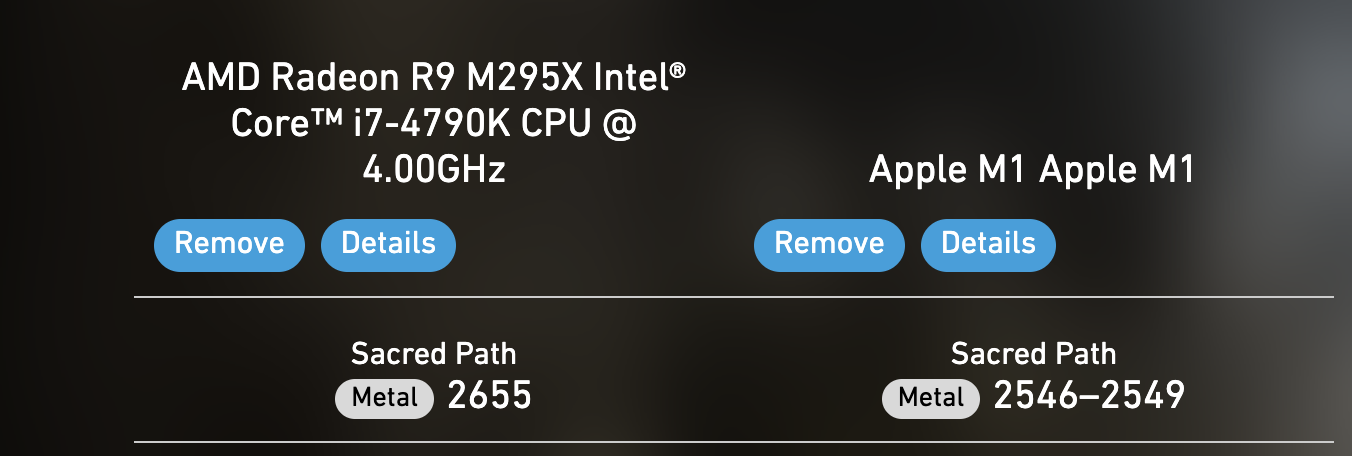 AMD Radeon R9 M295X Intel®
Core™ i7-4790K CPU @
4.00GHz
Apple M1 Apple M1
Remove Details
Remove Details
Sacred Path
Metal 2655
Sacred Path
Metal 2546–2549